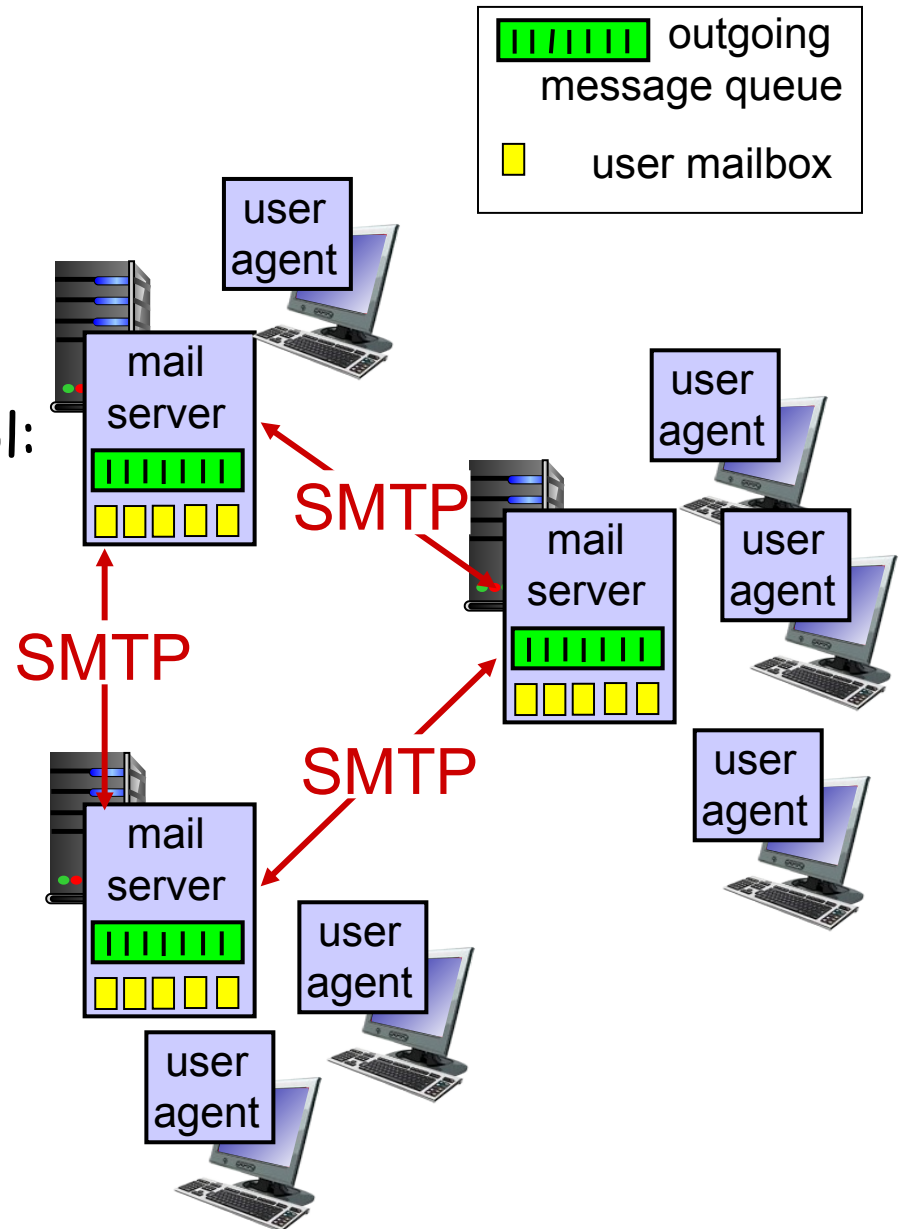 outgoing
message queue
user mailbox
user
agent
mail
server
SMTP
user
agent
mail
server
user
agent
SMTP
SMTP
user
agent
mail
server
user
agent
user
agent